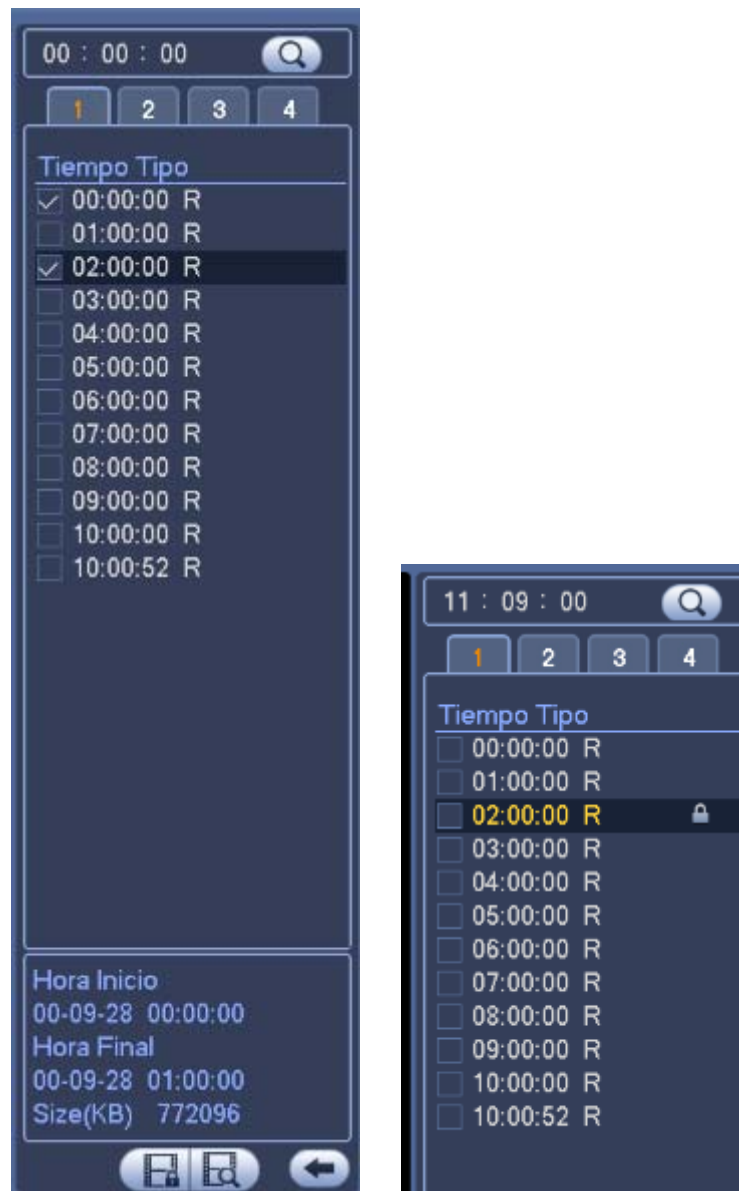 00 : 00 : 00
1 2 3 4
Tiempo Tipo
00:00:00 R
01:00:00 R
02:00:00 R
03:00:00 R
04:00:00 R
05:00:00 R
06:00:00 R
07:00:00 R
08:00:00 R
09:00:00 R
10:00:00 R
10:00:52 R
Hora Inicio
00-09-28 00:00:00
Hora Final
00-09-28 01:00:00
Size(KB) 772096
11 : 09 : 00
1 2 3 4
Tiempo Tipo
00:00:00 R
01:00:00 R
02:00:00 R
03:00:00 R
04:00:00 R
05:00:00 R
06:00:00 R
07:00:00 R
08:00:00 R
09:00:00 R
10:00:00 R
10:00:52 R